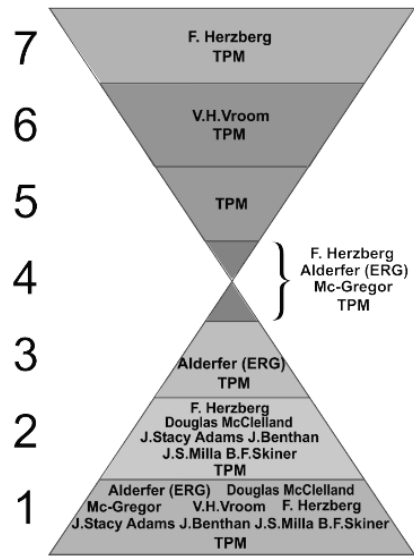 7
F. Herzberg
TPM
6
V.H.Vroom
TPM
5
TPM
4
F. Herzberg
Alderfer (ERG)
Mc-Gregor
TPM
3
Alderfer (ERG)
TPM
2
F. Herzberg
Douglas McClelland
J.Stacy Adams J.Benthan
J.S.Milla B.F.Skiner
TPM
1
Alderfer (ERG) Douglas McClelland
Mc-Gregor V.H.Vroom F. Herzberg
J.Stacy Adams J.Benthan J.S.Milla B.F.Skiner
TPM